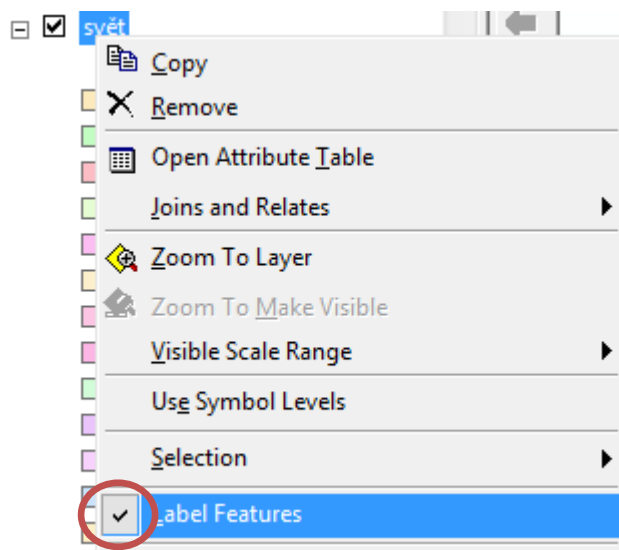 svět
Copy
Remove
Open Attribute Table
Joins and Relates
Zoom To Layer
Zoom To Make Visible
Visible Scale Range
Use Symbol Levels
Selection
Label Features